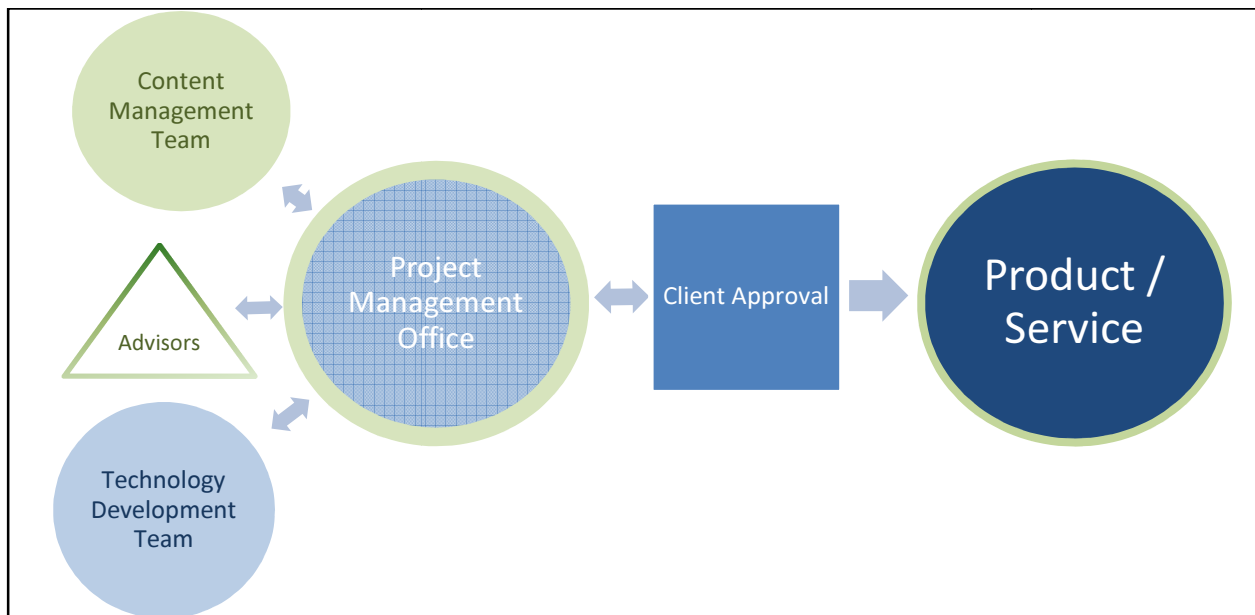 Content
Management
Team
Advisors
Technology
Development
Team
Project
Management
Office
Client Approval
Product /
Service